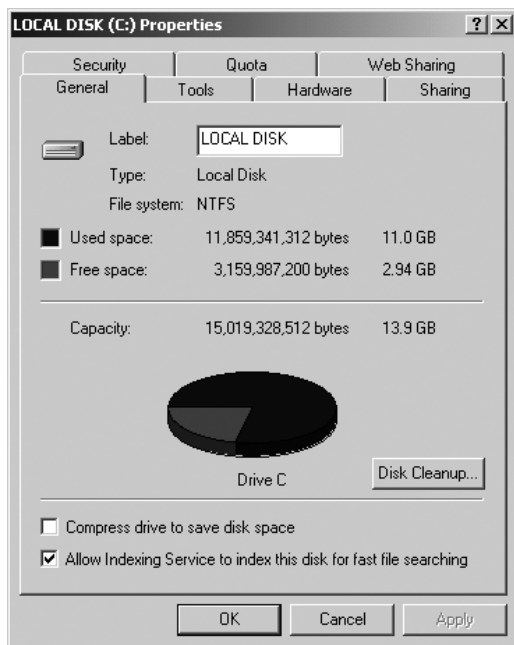 LOCAL DISK (C:) Properties ? ×
Security Quota Web Sharing
General Tools Hardware Sharing
Label: LOCAL DISK
Type: Local Disk
File system: NTFS
Used space: 11,859,341,312 bytes 11.0 GB
Free space: 3,159,987,200 bytes 2.94 GB
Capacity: 15,019,328,512 bytes 13.9 GB
Drive C
Disk Cleanup...
Compress drive to save disk space
Allow Indexing Service to index this disk for fast file searching
OK Cancel Apply